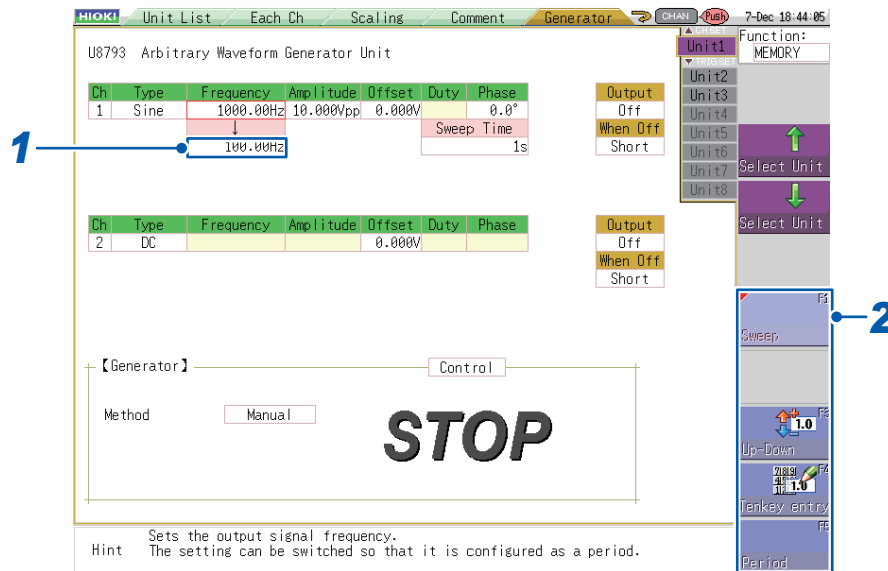 HIOKI Unit List Each Ch Scaling Comment Generator CHAN Push 7-Dec 18:44:05
CH.SET
Unit1
TRIG SET
Unit2
Unit3
Unit4
Unit5
Unit6
Unit7
Unit8
Function:
MEMORY
Select Unit
Select Unit
U8793 Arbitrary Waveform Generator Unit
Ch Type Frequency Amplitude Offset Duty Phase Output
1 Sine 1000.00Hz 10.000Vpp 0.000V 0.0° Off
↓ Sweep Time When Off
1 100.00Hz 1s Short
Ch Type Frequency Amplitude Offset Duty Phase Output
2 DC 0.000V Off
When Off
Short
2
F1
Sweep
F3
1.0
Up-Down
F4
1.0
Tenkey entry
F5
Period
【Generator】 Control
Method Manual STOP
Hint Sets the output signal frequency.
The setting can be switched so that it is configured as a period.